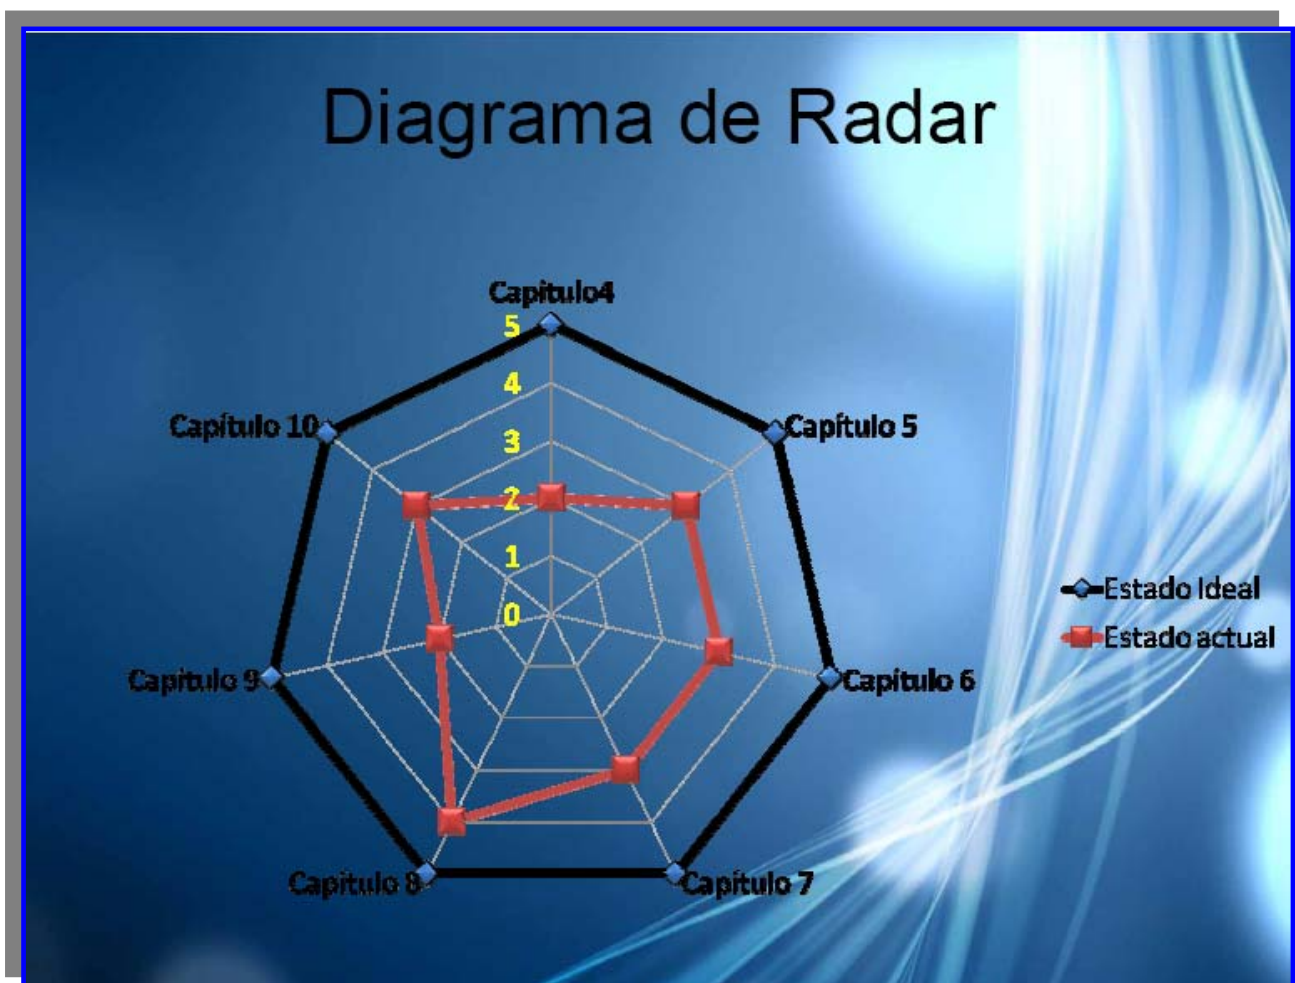 Diagrama de Radar
Capitulo4
5
4
Capítulo 10
Capítulo 5
3
2
1
0
Estado Ideal
Estado actual
Capitulo 9
Capitulo 6
Capitulo 8
Capítulo 7